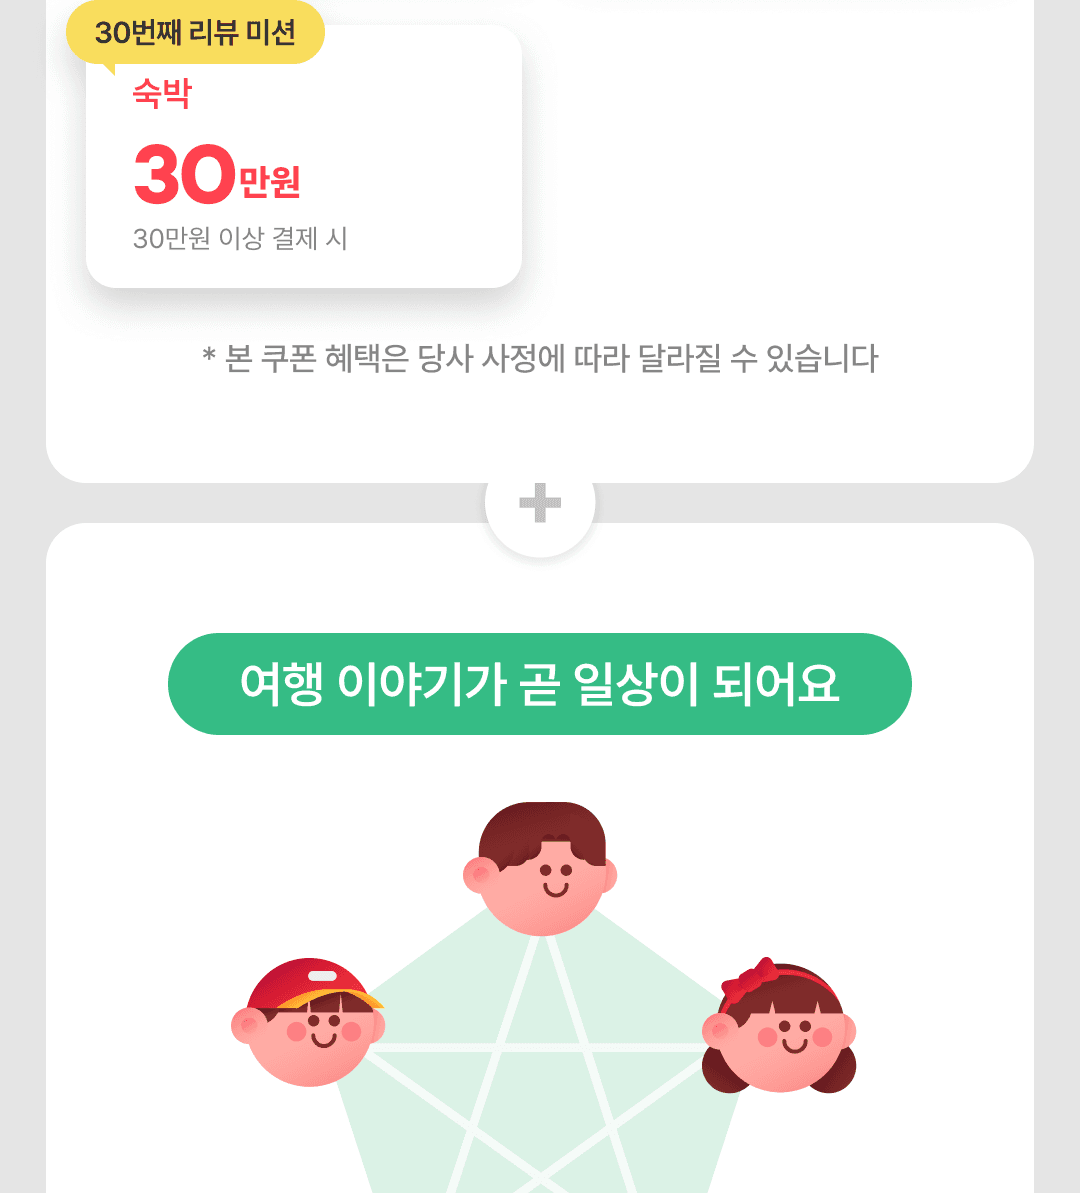 30번째 리뷰 미션
숙박
30만원
30만원 이상 결제 시
* 본 쿠폰 혜택은 당사 사정에 따라 달라질 수 있습니다
여행 이야기가 곧 일상이 되어요